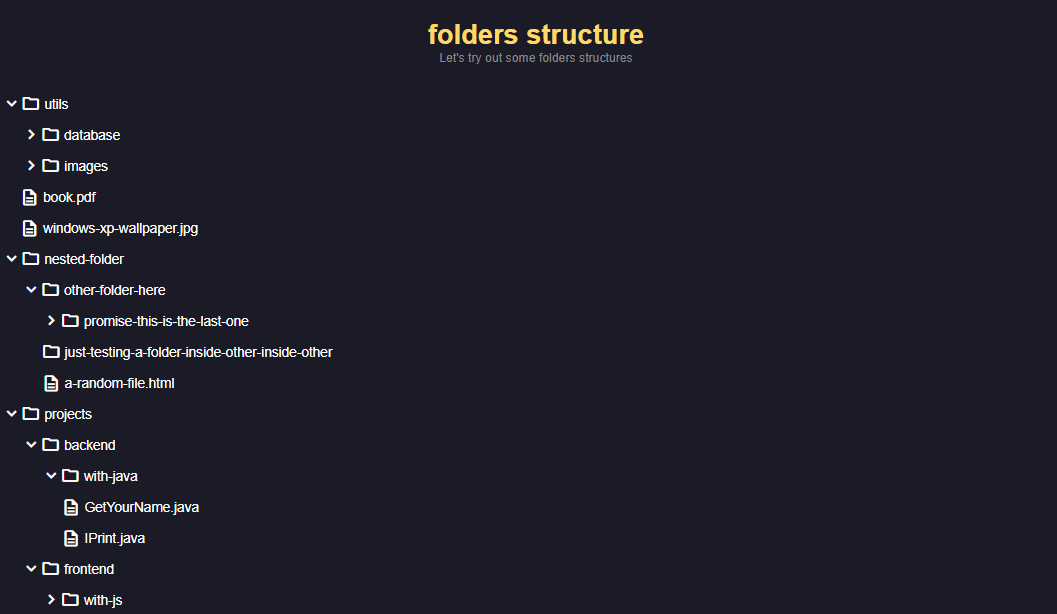 folders structure
Let's try out some folders structures
utils
database
images
book.pdf
windows-xp-wallpaper.jpg
nested-folder
other-folder-here
promise-this-is-the-last-one
just-testing-a-folder-inside-other-inside-other
a-random-file.html
projects
backend
with-java
GetYourName.java
IPrint.java
frontend
with-js